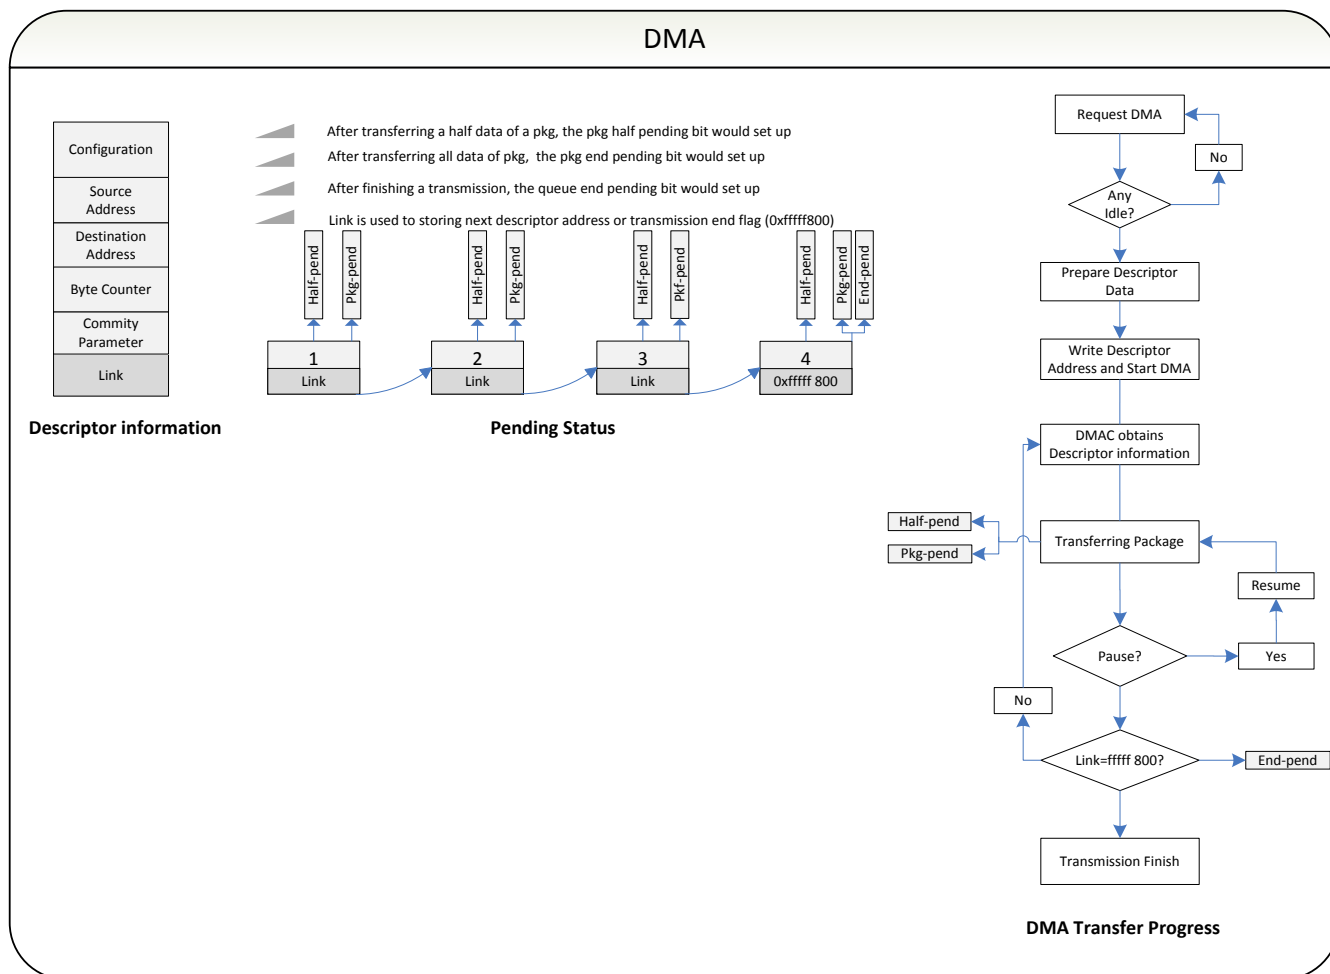 DMA
Configuration
Source
Address
Destination
Address
Byte Counter
Commity
Parameter
Link
Descriptor information
After transferring a half data of a pkg, the pkg half pending bit would set up
After transferring all data of pkg, the pkg end pending bit would set up
After finishing a transmission, the queue end pending bit would set up
Link is used to storing next descriptor address or transmission end flag (0xfffff800)
Half-pend
Pkg-pend
Half-pend
Pkg-pend
Half-pend
Pkf-pend
Half-pend
Pkg-pend
End-pend
1
Link
2
Link
3
Link
4
0xfffff 800
Pending Status
Request DMA
No
Any
Idle?
Prepare Descriptor
Data
Write Descriptor
Address and Start DMA
DMAC obtains
Descriptor information
Half-pend
Pkg-pend
Transferring Package
Resume
Pause?
Yes
No
Link=fffff 800?
End-pend
Transmission Finish
DMA Transfer Progress